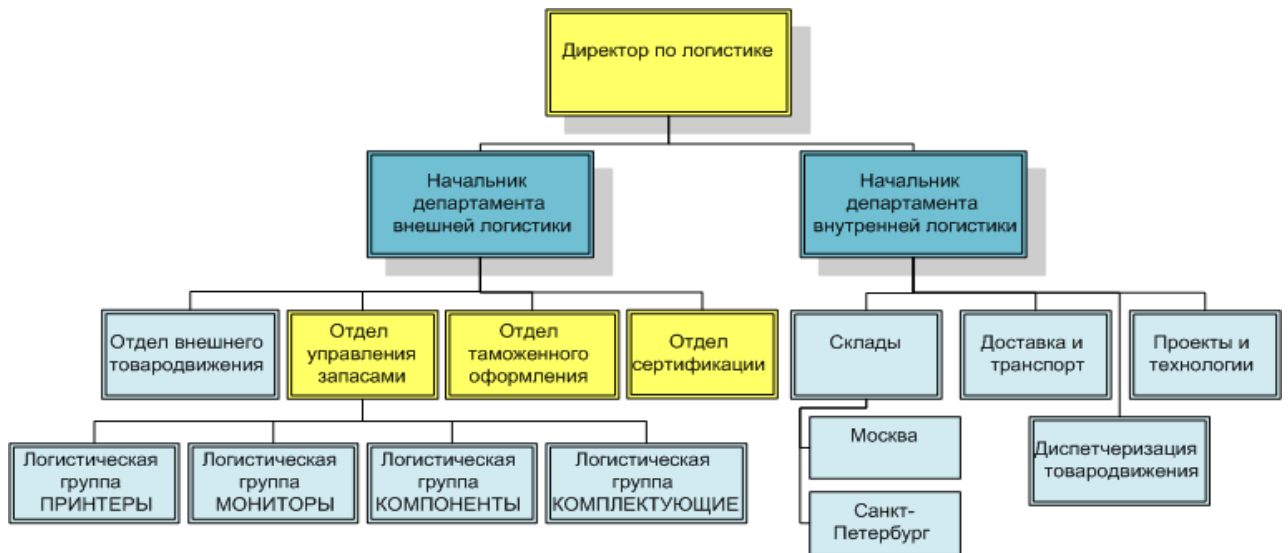 Директор по логистике
Начальник
департамента
внешней логистики
Начальник
департамента
внутренней логистики
Отдел внешнего
товародвижения
Отдел
управления
запасами
Отдел
таможенного
оформления
Отдел
сертификации
Склады
Доставка и
транспорт
Проекты и
технологии
Логистическая
группа
ПРИНТЕРЫ
Логистическая
группа
МОНИТОРЫ
Логистическая
группа
КОМПОНЕНТЫ
Логистическая
группа
КОМПЛЕКТУЮЩИЕ
Москва
Санкт-
Петербург
Диспетчеризация
товародвижения